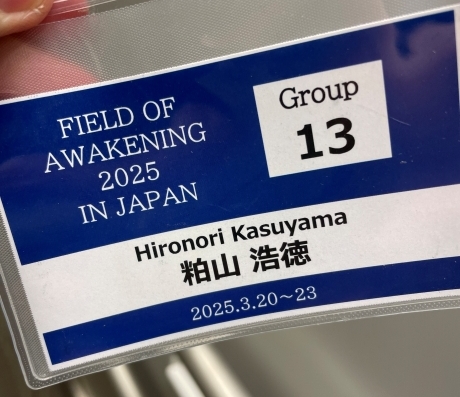 FIELD OF
AWAKENING
2025
IN JAPAN
Group
13
Hironori Kasuyama
粕山 浩徳
2025.3.20～23